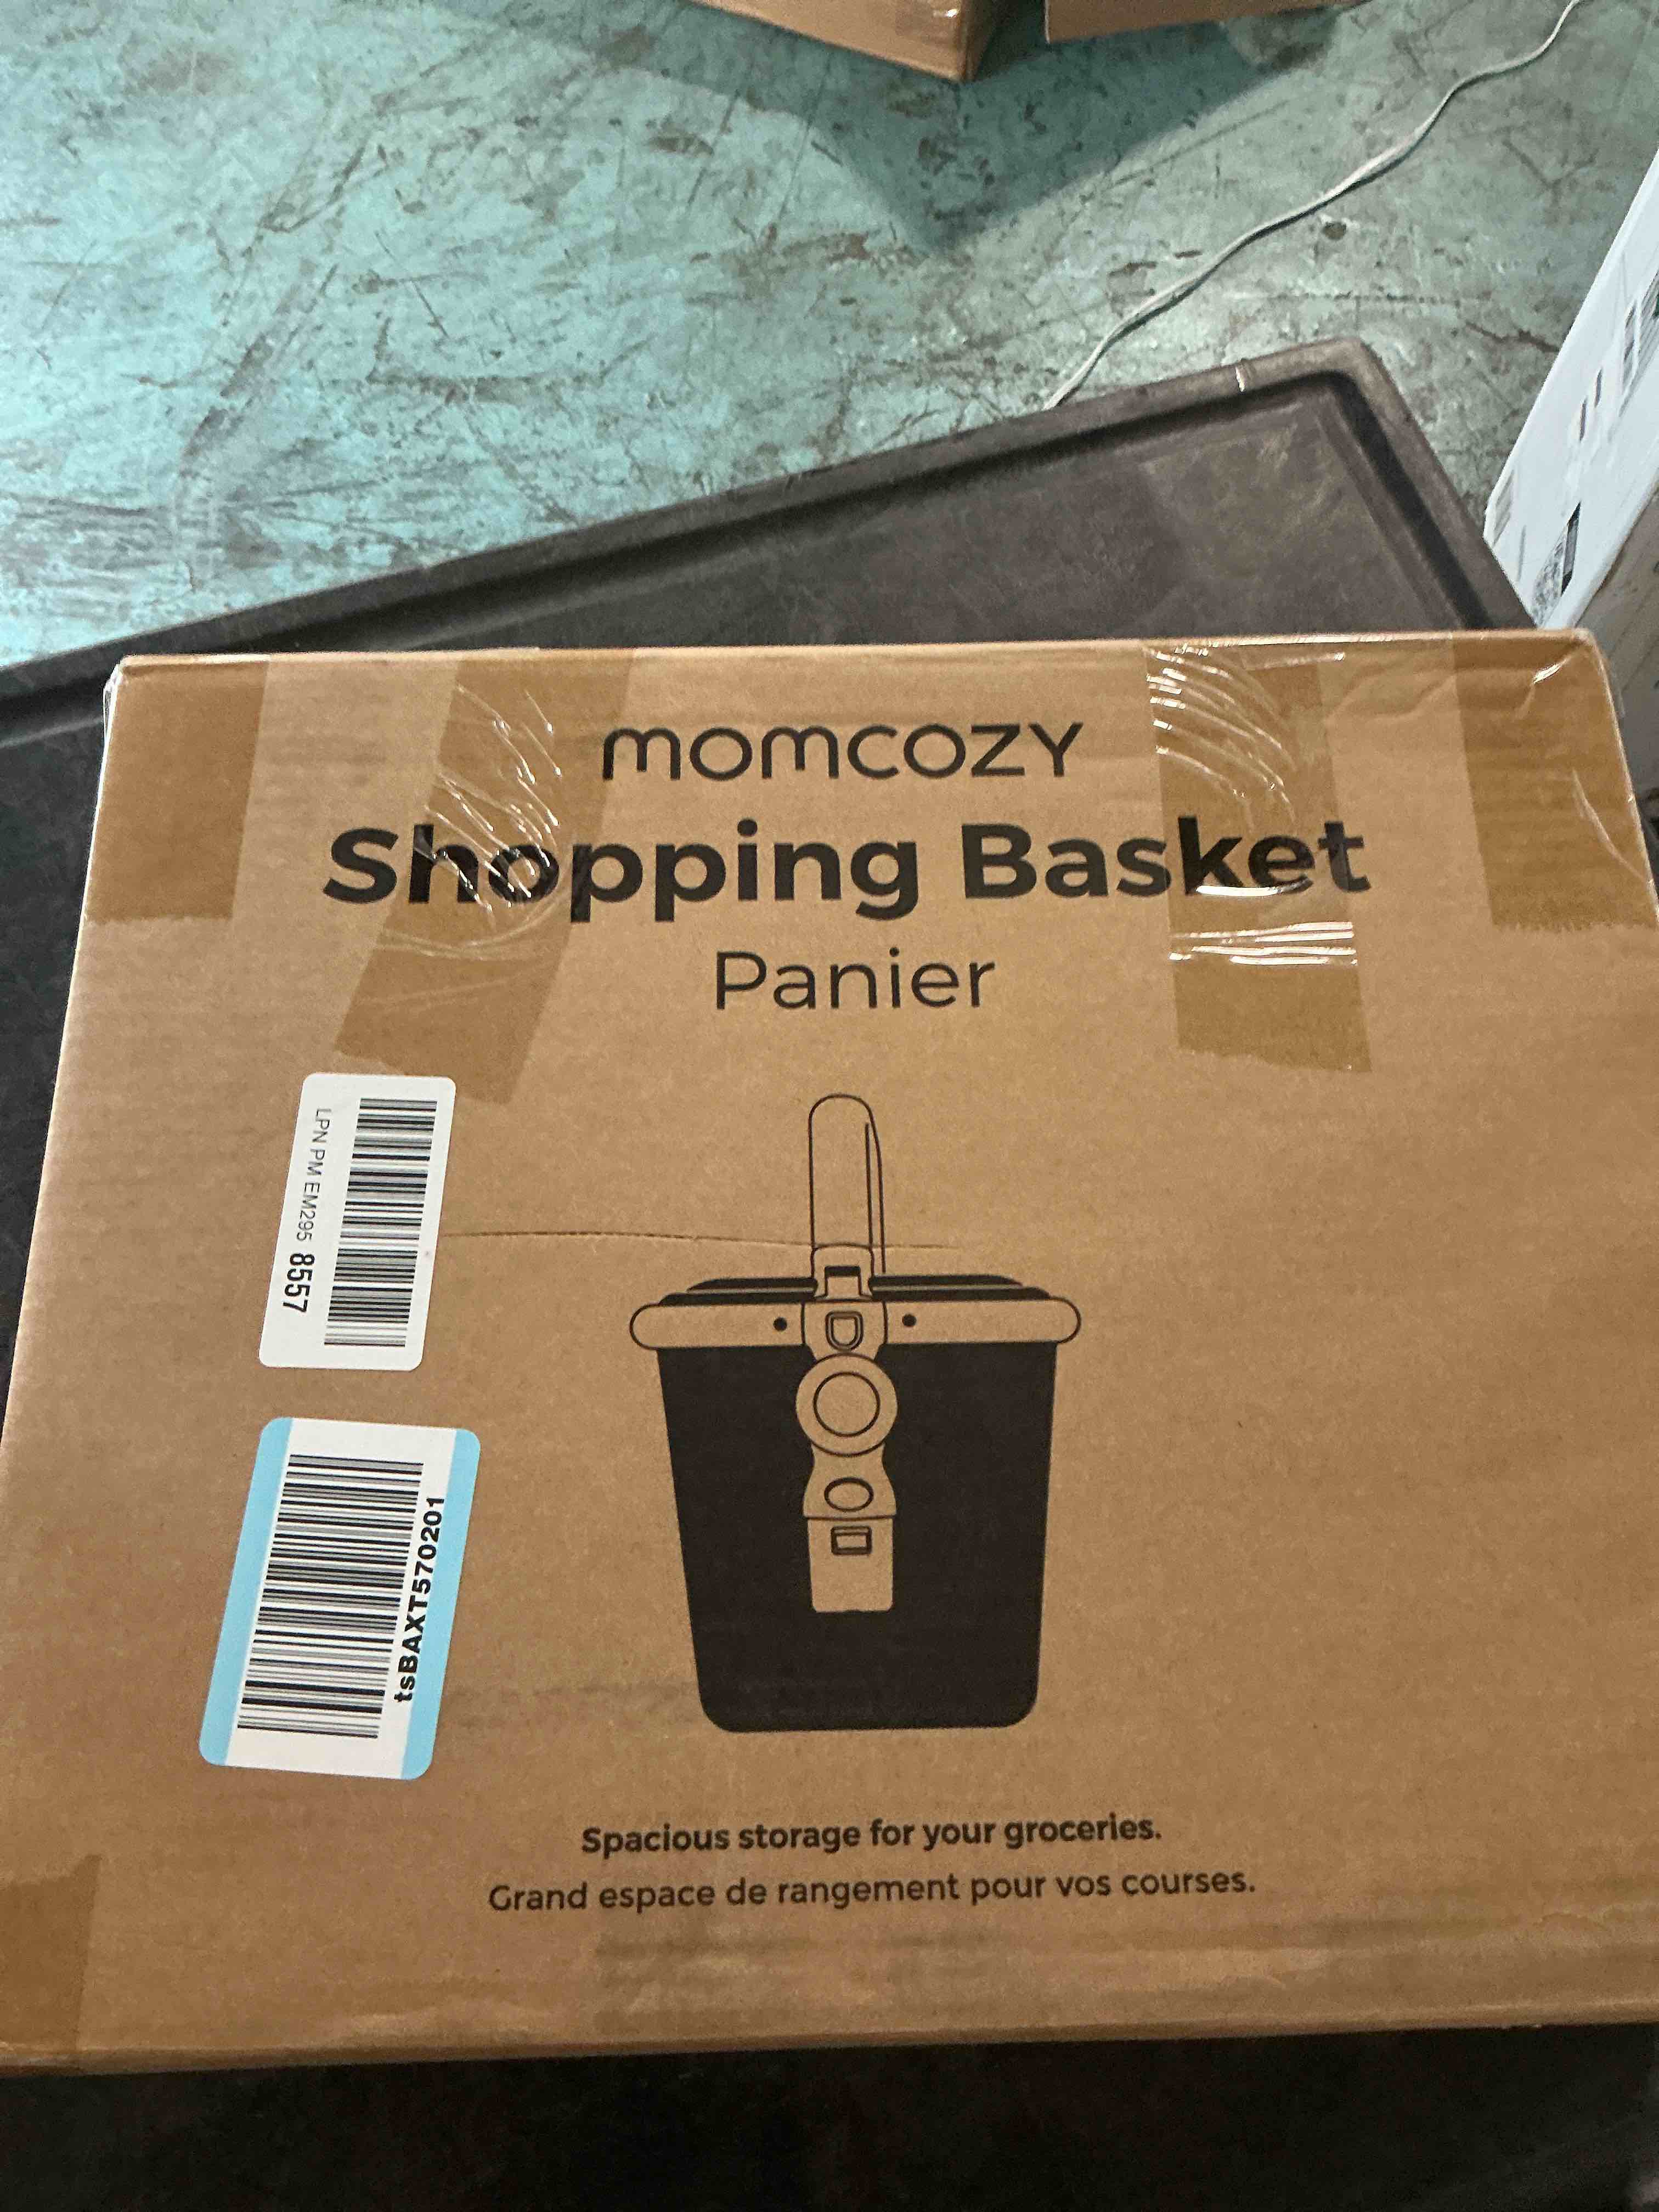 momcozy
Shopping Basket
Panier
LPN PM EM295 8557
tsBAXT570201
Spacious storage for your groceries.
Grand espace de rangement pour vos courses.